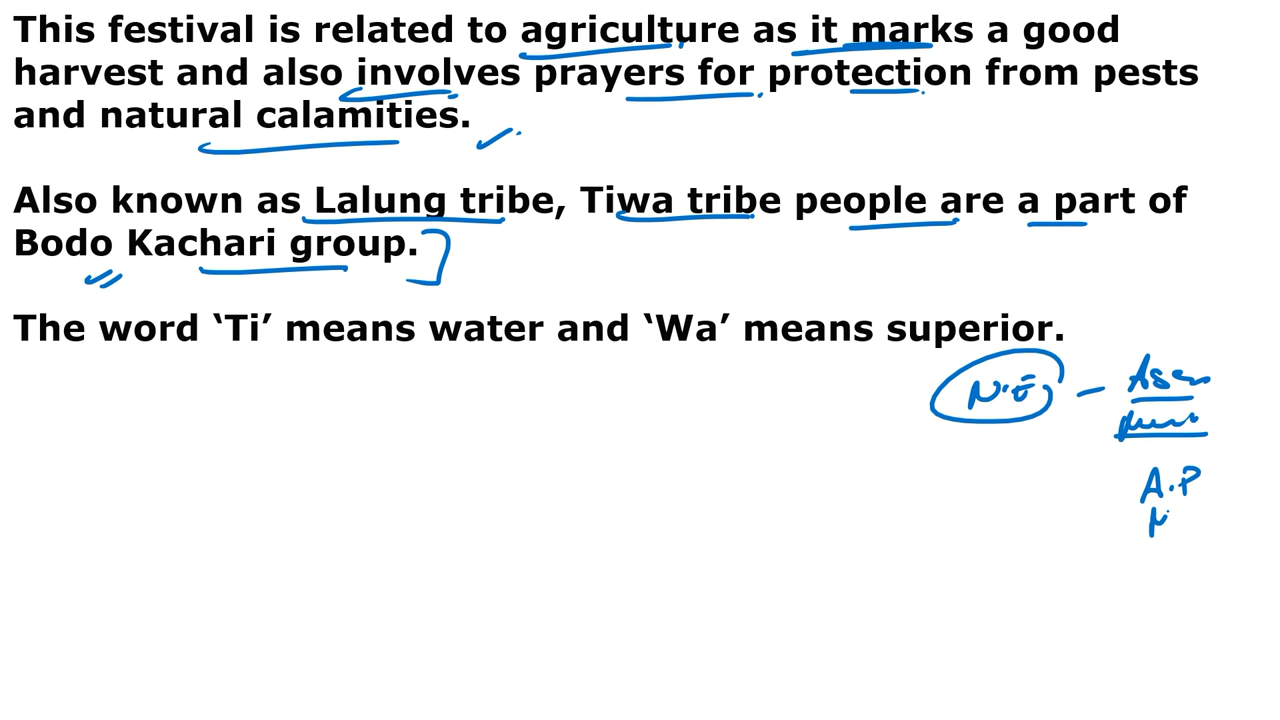 This festival is related to agriculture as it marks a good
harvest and also involves prayers for protection from pests
and natural calamities.
Also known as Lalung tribe, Tiwa tribe people are a part of
Bodo Kachari group.
The word ‘Ti’ means water and ‘Wa’ means superior.
N.E -
A.P